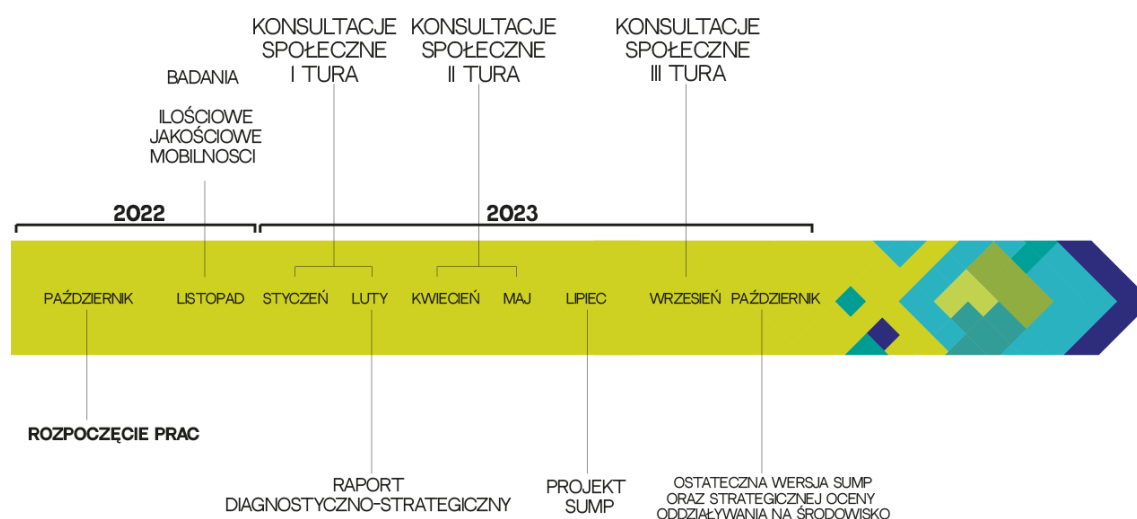 KONSULTACJE
SPOŁECZNE
I TURA
KONSULTACJE
SPOŁECZNE
II TURA
KONSULTACJE
SPOŁECZNE
III TURA
BADANIA
ILOŚCIOWE
JAKOŚCIOWE
MOBILNOSCI
2022
2023
PAŹDZIERNIK
LISTOPAD
STYCZEŃ
LUTY
KWIECIEŃ
MAJ
LIPIEC
WRZESIEŃ
PAŹDZIERNIK
ROZPOCZĘCIE PRAC
RAPORT
DIAGNOSTYCZNO-STRATEGICZNY
PROJEKT
SUMP
OSTATECZNA WERSJA SUMP
ORAZ STRATEGICZNEJ OCENY
ODDZIAŁYWANIA NA ŚRODOWISKO